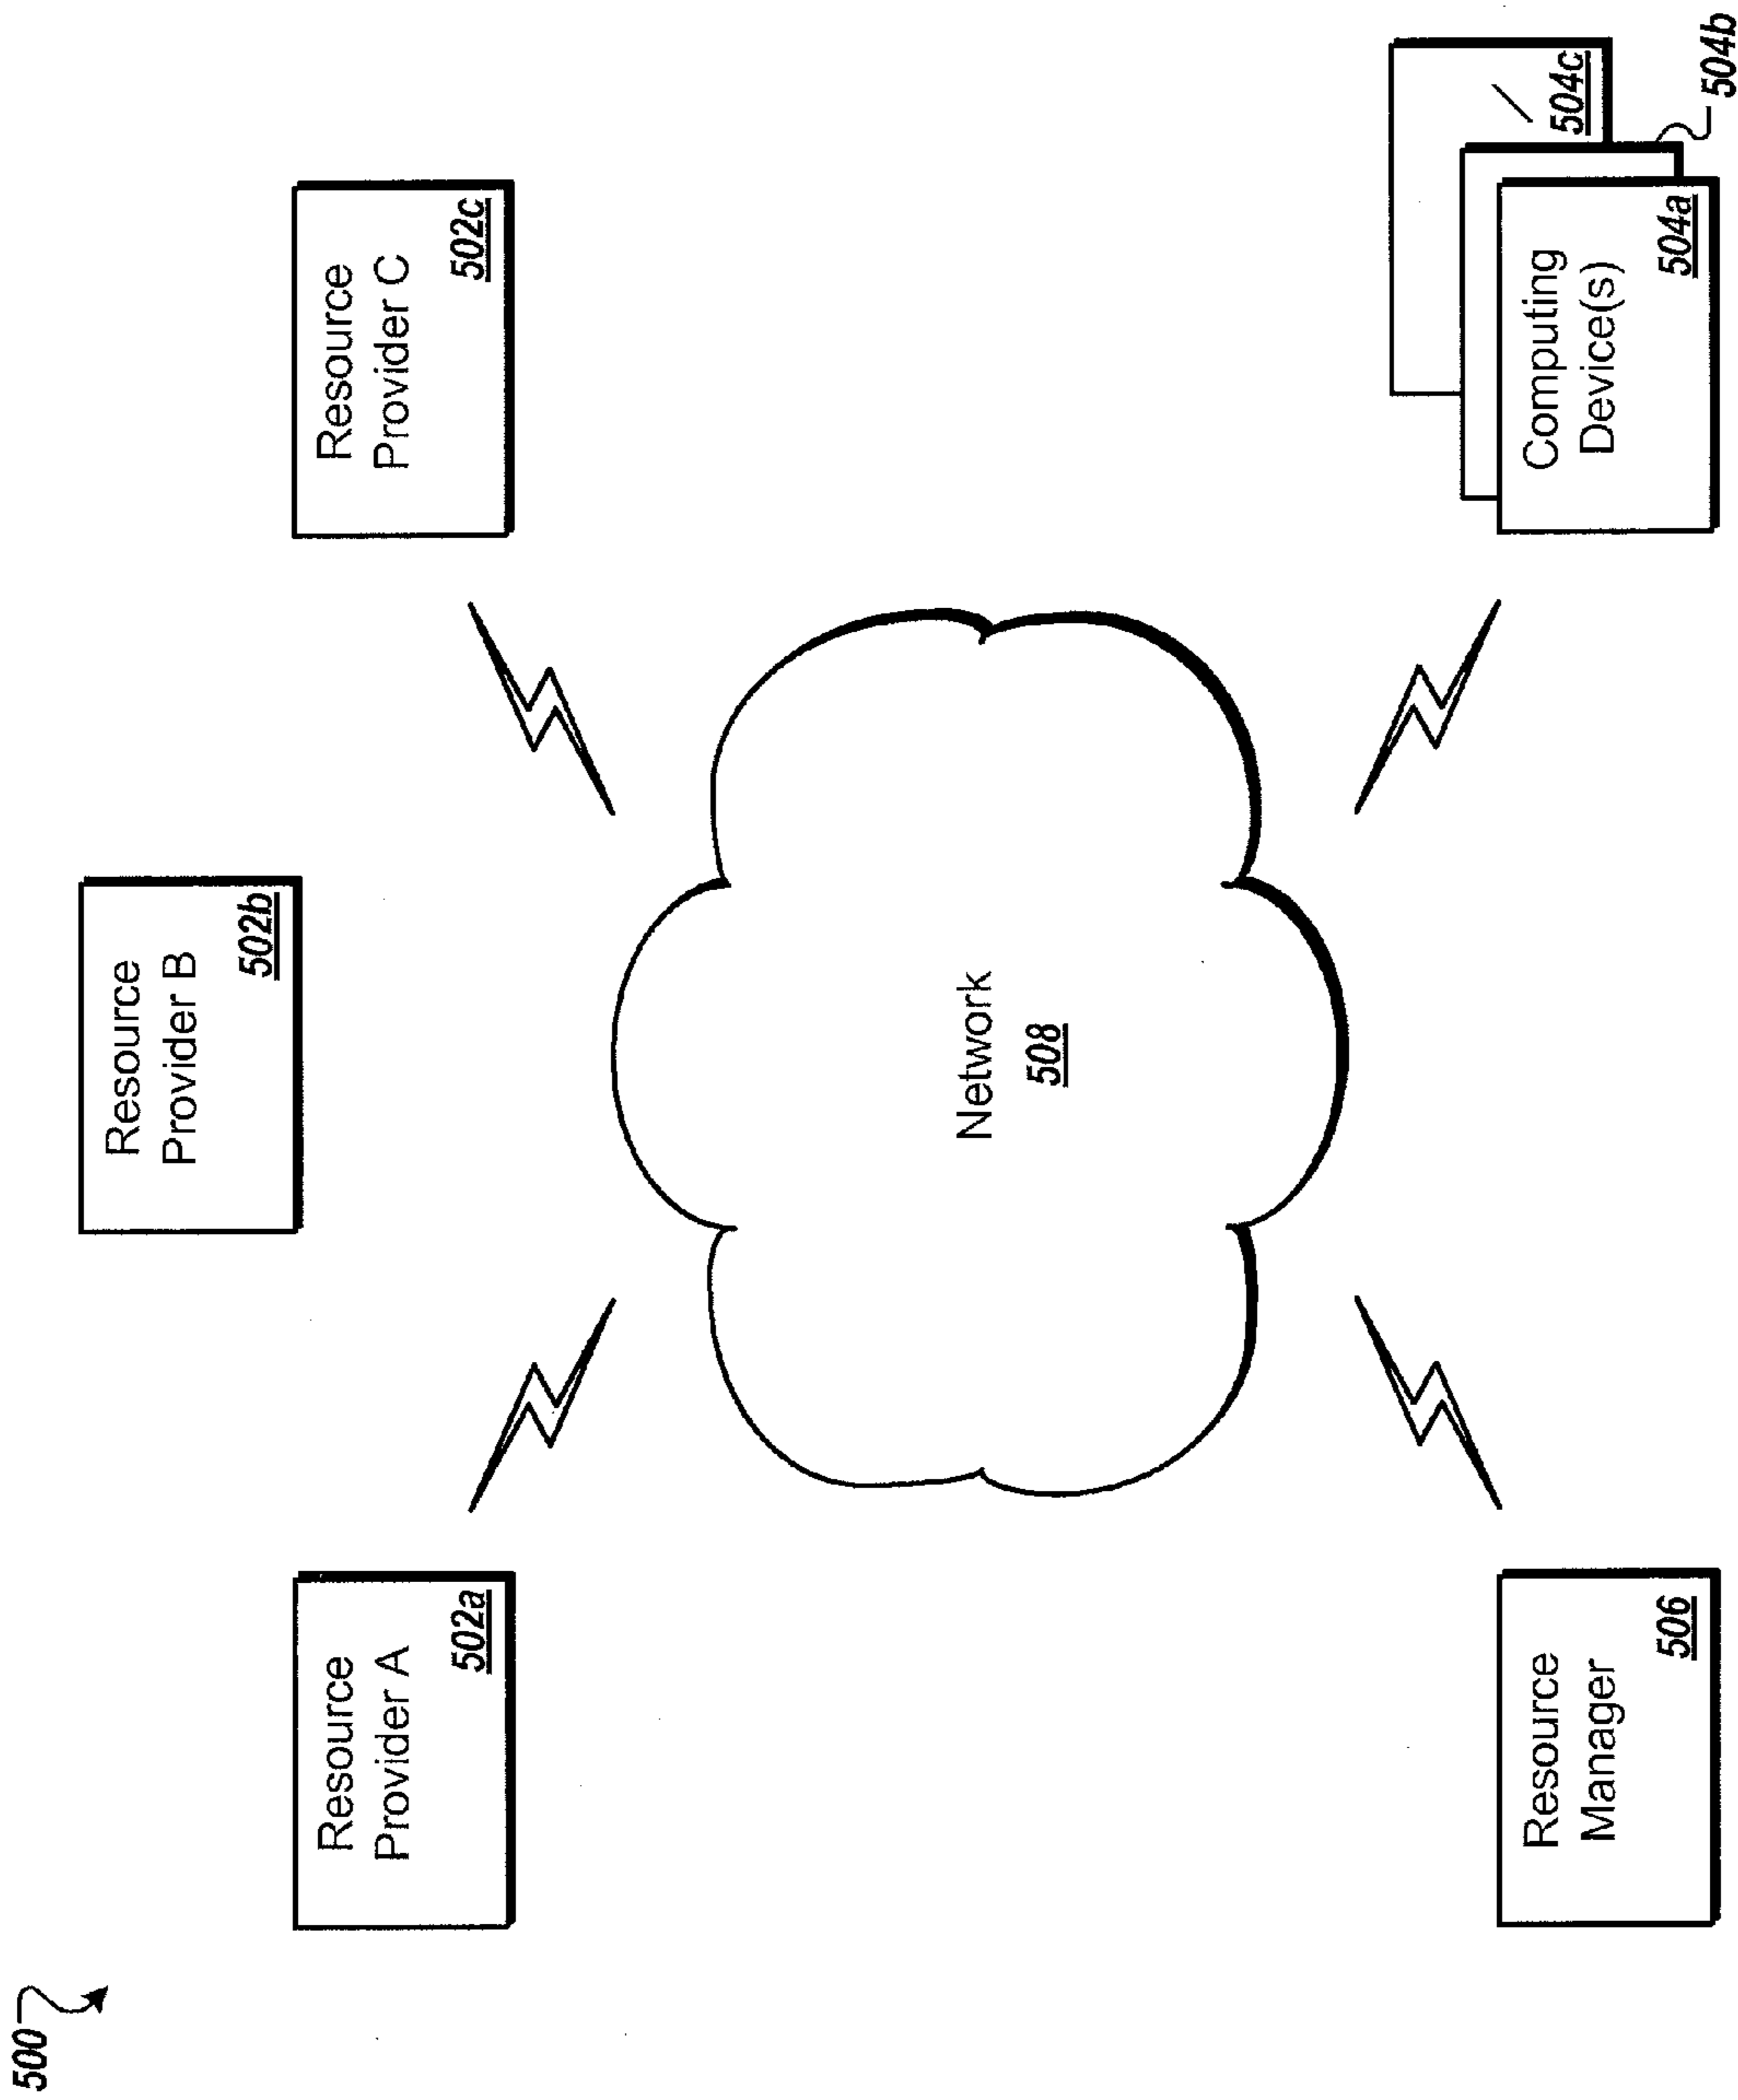 500
Resource
Provider B
502b
Resource
Provider A
502a
Resource
Provider C
502c
Network
508
Resource
Manager
506
Computing
Device(s)
504a
504b
504c